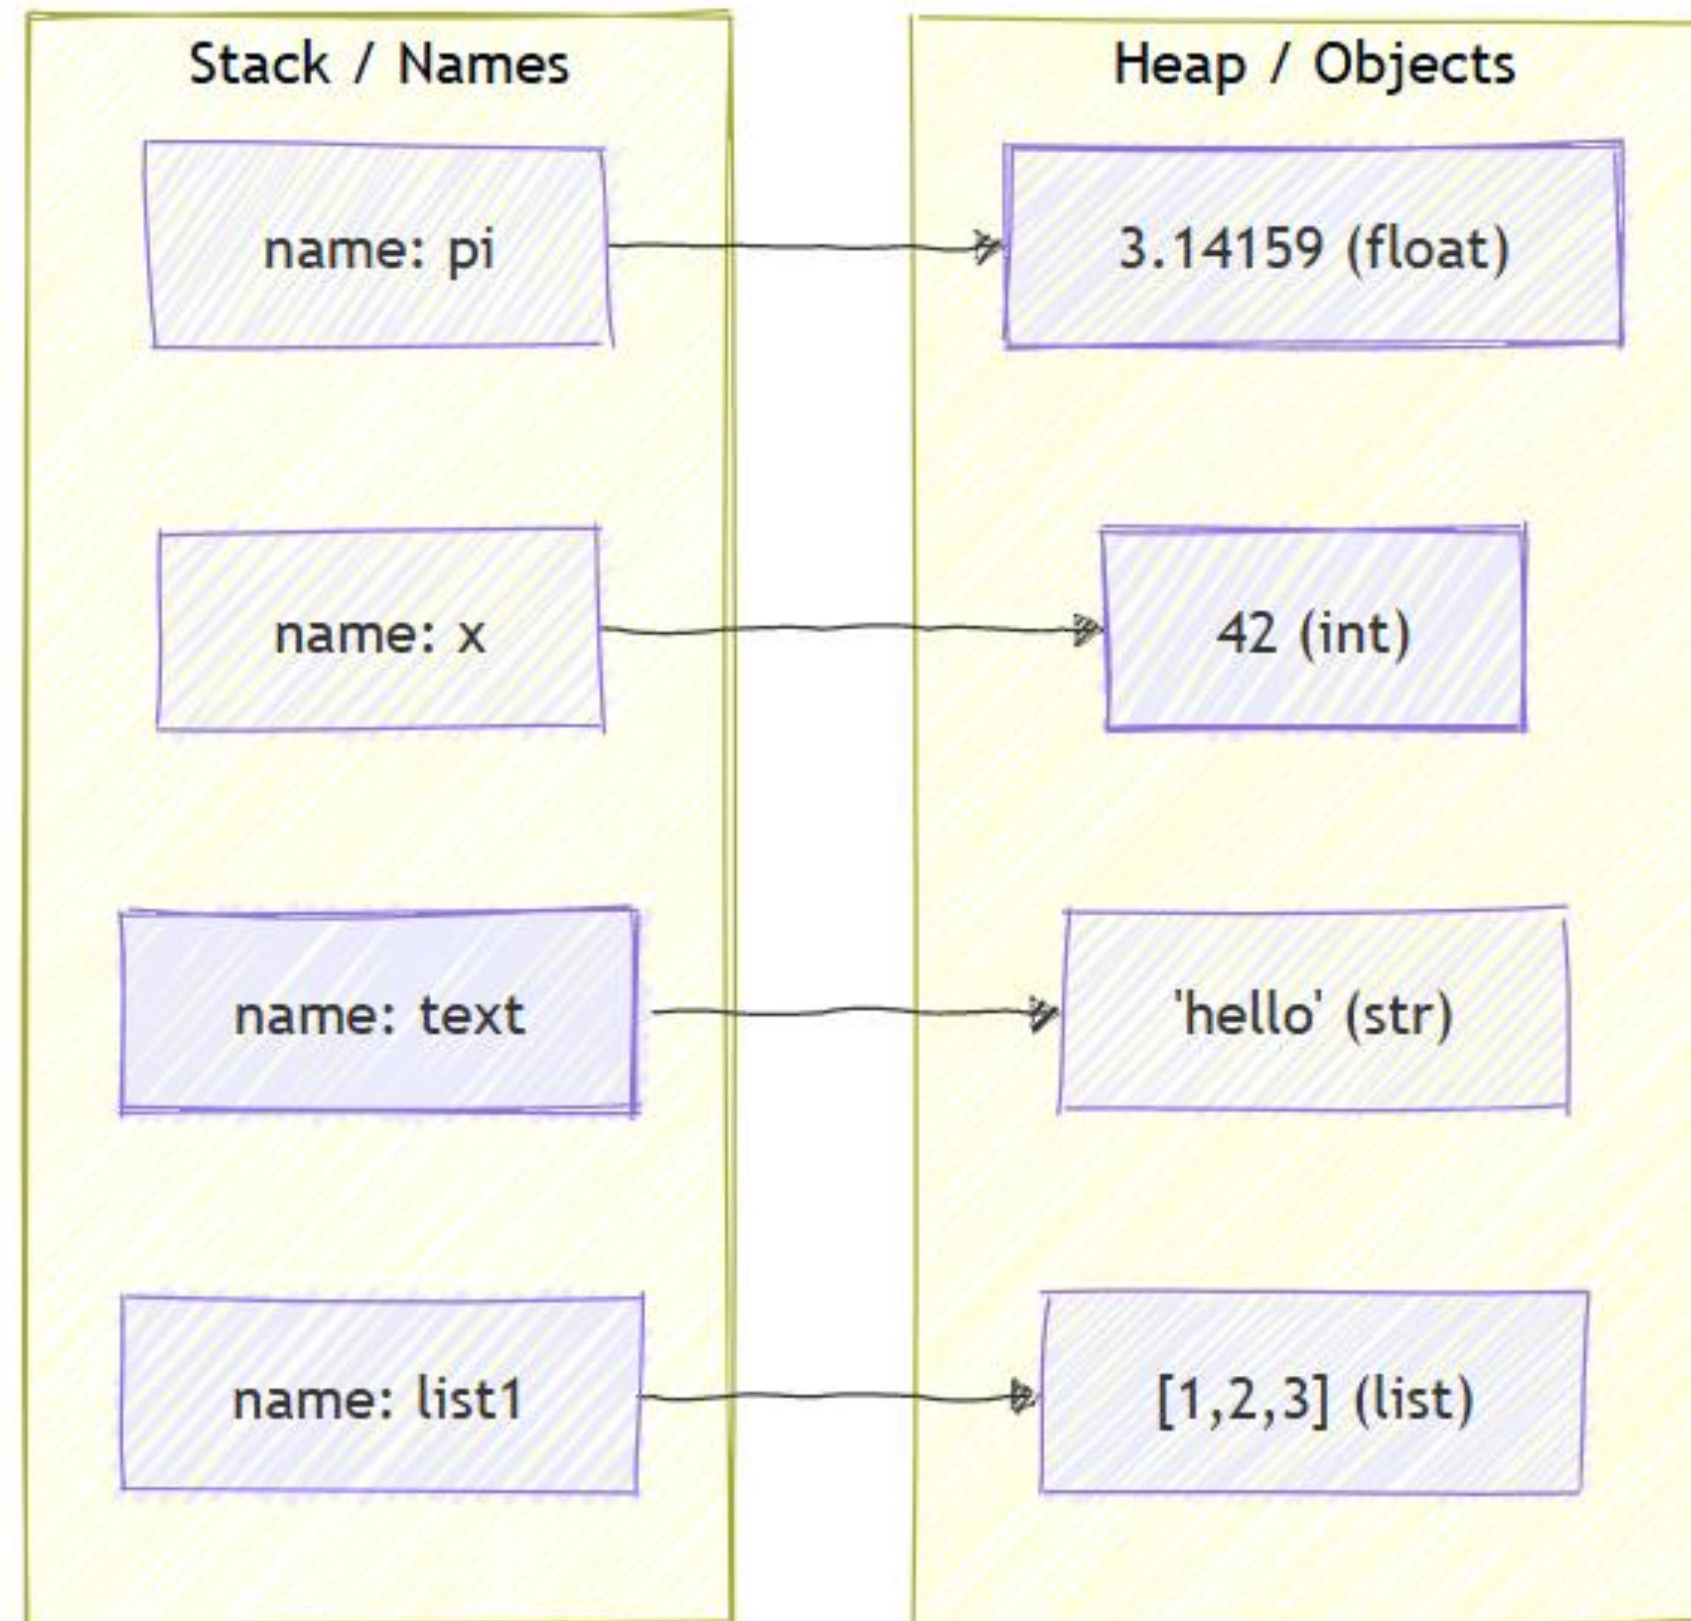 Stack / Names
name: pi
name: x
name: text
name: list1
Heap / Objects
3.14159 (float)
42 (int)
'hello' (str)
[1,2,3] (list)